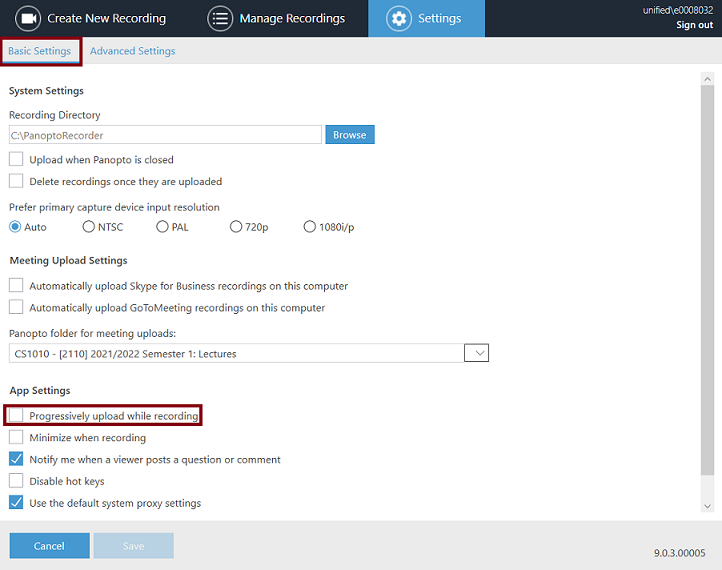 Create New Recording
Manage Recordings
Settings
unified\e0008032
Sign out
Basic Settings
Advanced Settings
System Settings
Recording Directory
C:\PanoptoRecorder
Browse
Upload when Panopto is closed
Delete recordings once they are uploaded
Prefer primary capture device input resolution
Auto NTSC PAL 720p 1080i/p
Meeting Upload Settings
Automatically upload Skype for Business recordings on this computer
Automatically upload GoToMeeting recordings on this computer
Panopto folder for meeting uploads:
CS1010 - [2110] 2021/2022 Semester 1: Lectures
App Settings
Progressively upload while recording
Minimize when recording
Notify me when a viewer posts a question or comment
Disable hot keys
Use the default system proxy settings
Cancel
Save
9.0.3.00005